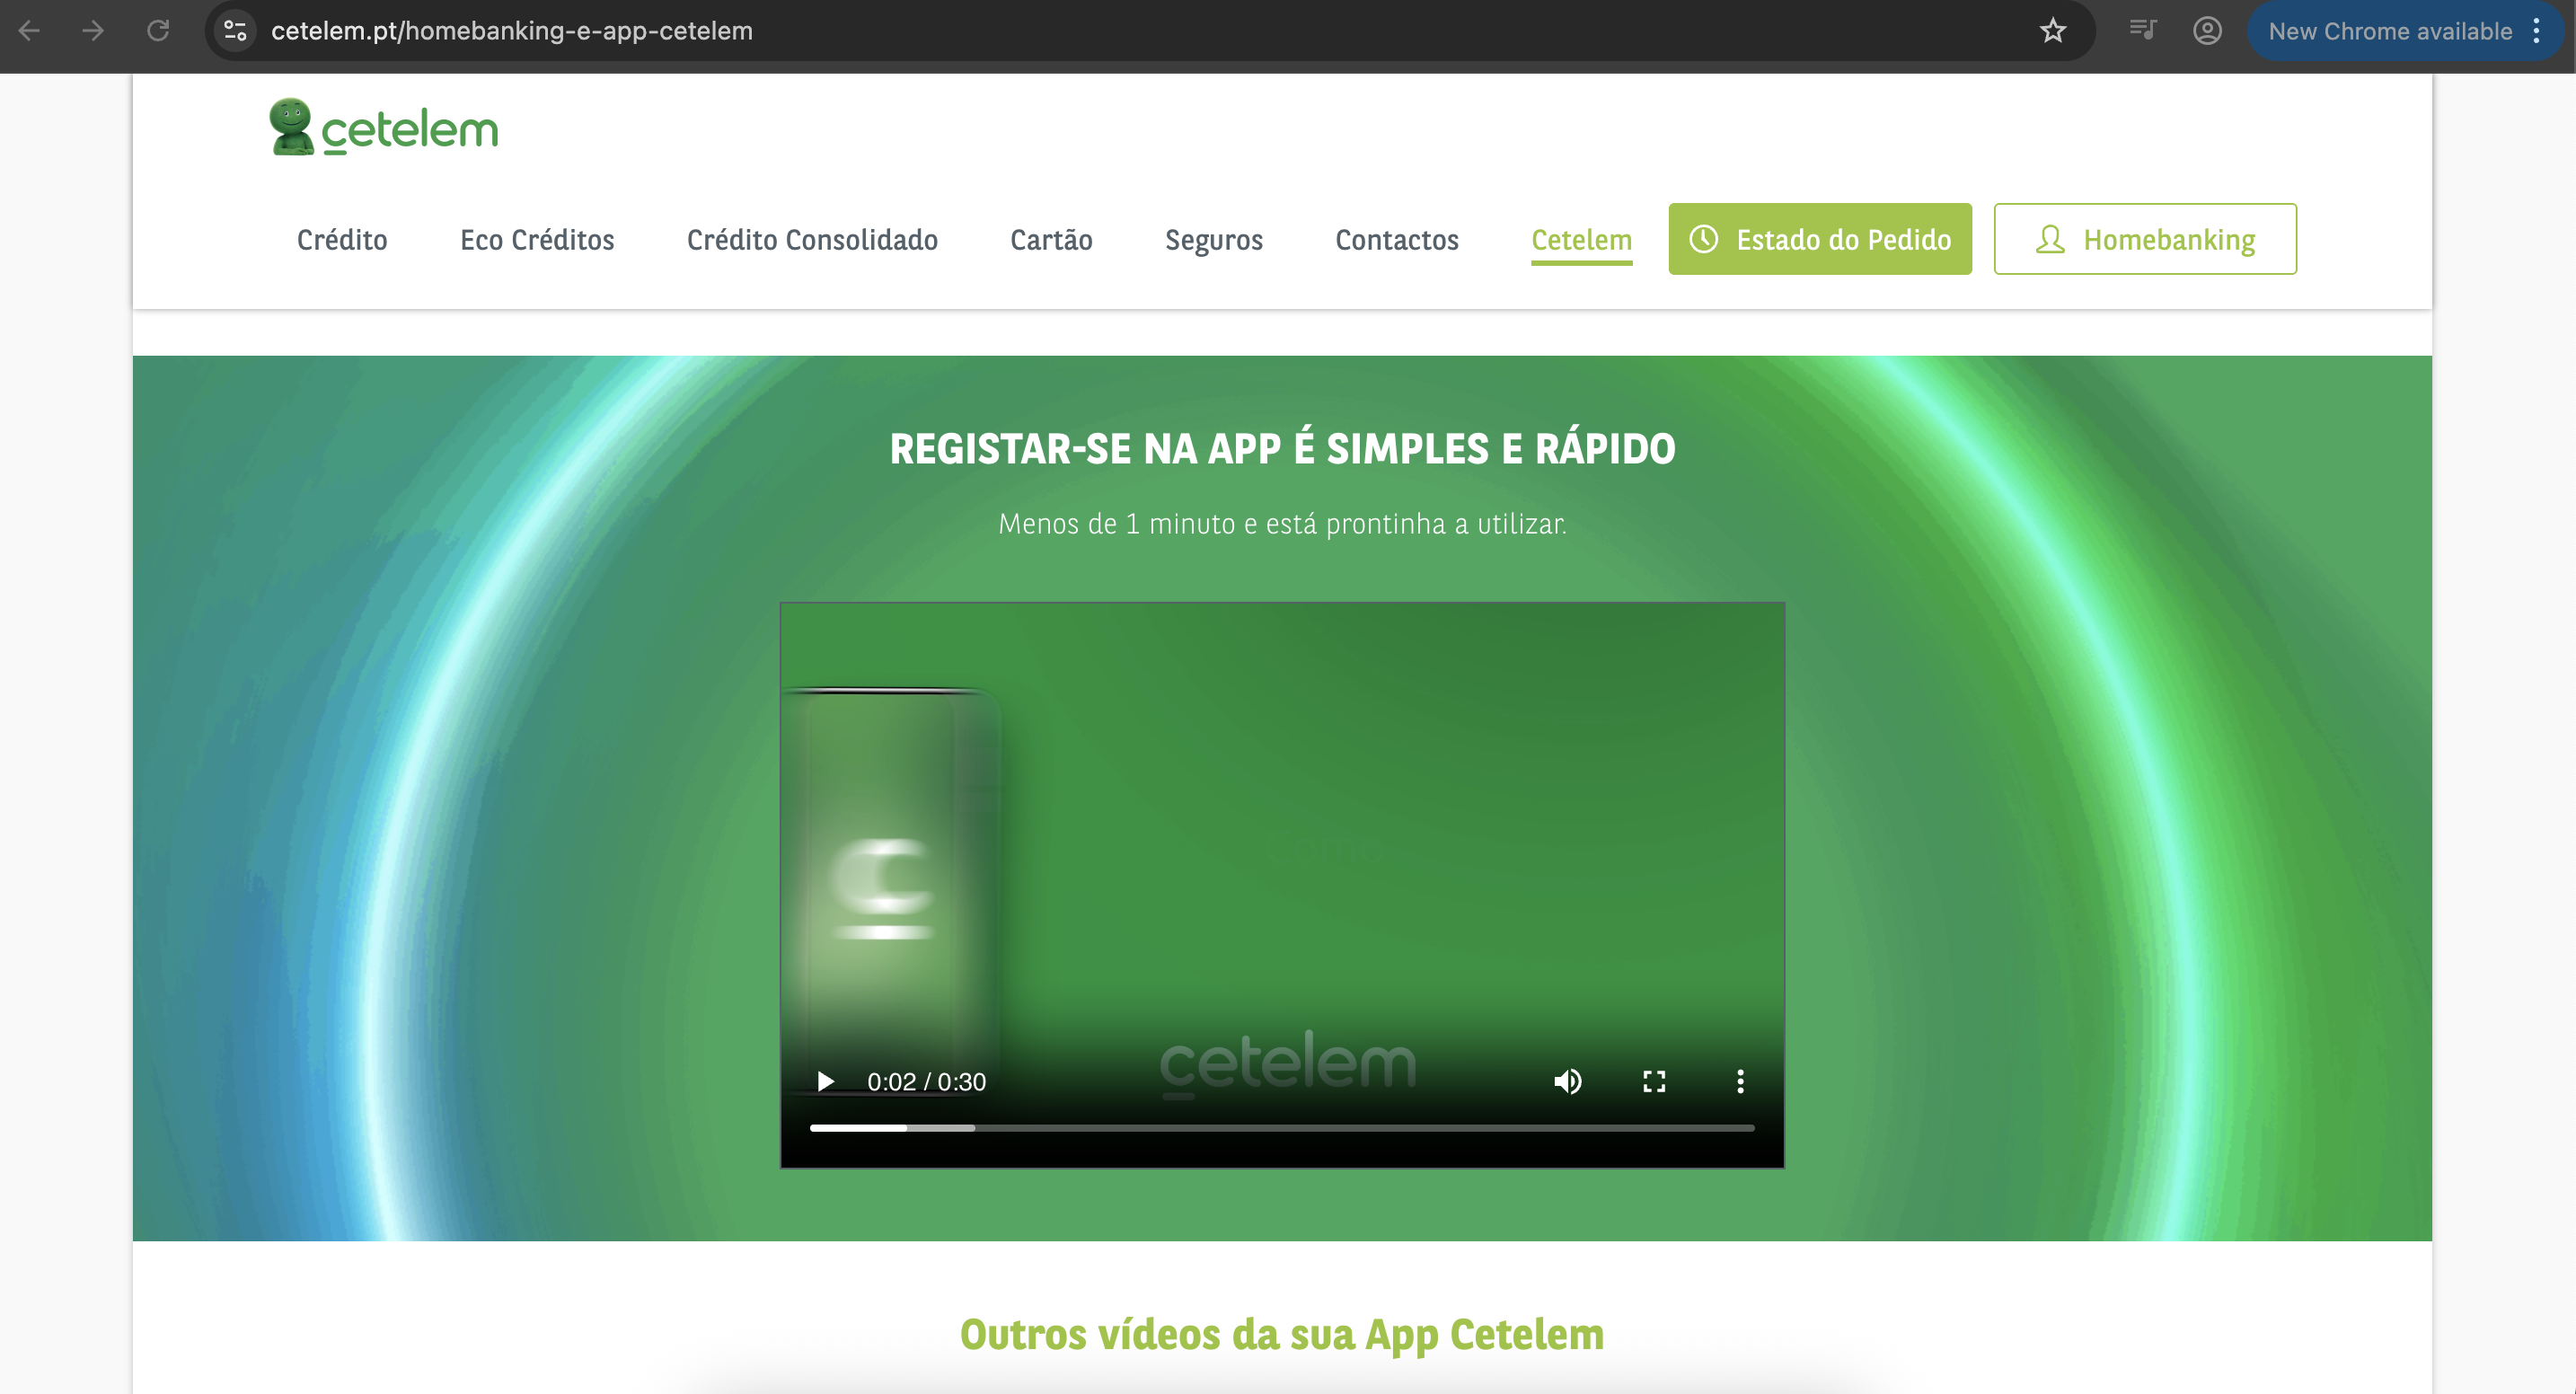 cetelem.pt/homebanking-e-app-cetelem
New Chrome available
cetelem
Crédito
Eco Créditos
Crédito Consolidado
Cartão
Seguros
Contactos
Cetelem
Estado do Pedido
Homebanking
REGISTAR-SE NA APP É SIMPLES E RÁPIDO
Menos de 1 minuto e está prontinha a utilizar.
C
cetelem
0:02 / 0:30
Outros vídeos da sua App Cetelem